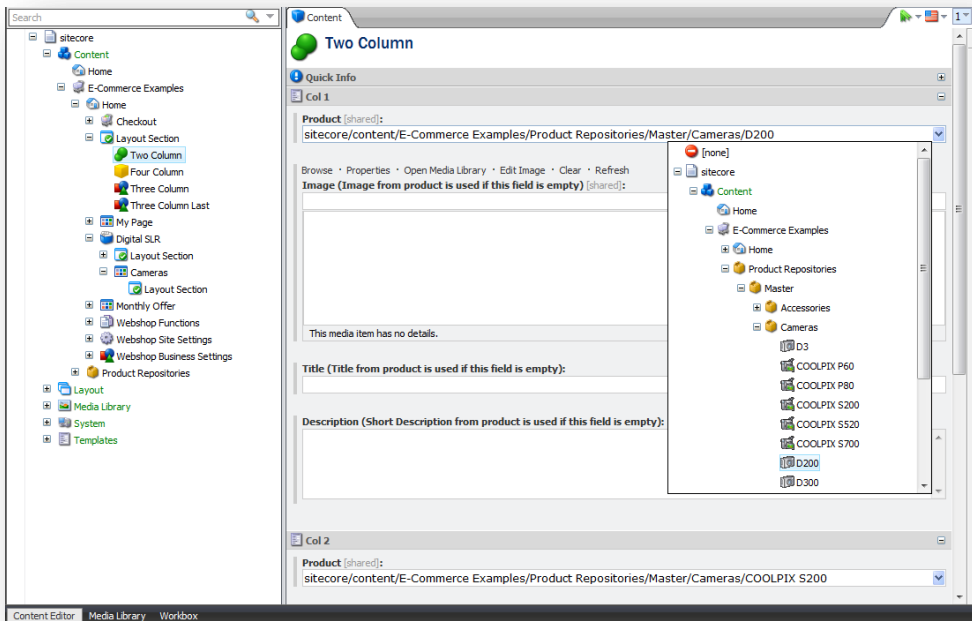 Search
sitecore
Content
Home
E-Commerce Examples
Home
Checkout
Layout Section
Two Column
Four Column
Three Column
Three Column Last
My Page
Digital SLR
Layout Section
Cameras
Layout Section
Monthly Offer
Webshop Functions
Webshop Site Settings
Webshop Business Settings
Product Repositories
Layout
Media Library
System
Templates
Content
1
Two Column
Quick Info
Col 1
Product [shared]:
sitecore/content/E-Commerce Examples/Product Repositories/Master/Cameras/D200
Browse · Properties · Open Media Library · Edit Image · Clear · Refresh
Image (Image from product is used if this field is empty) [shared]:
This media item has no details.
Title (Title from product is used if this field is empty):
Description (Short Description from product is used if this field is empty):
[none]
sitecore
Content
Home
E-Commerce Examples
Home
Product Repositories
Master
Accessories
Cameras
D3
COOLPIX P60
COOLPIX P80
COOLPIX S200
COOLPIX S520
COOLPIX S700
D200
D300
Col 2
Product [shared]:
sitecore/content/E-Commerce Examples/Product Repositories/Master/Cameras/COOLPIX S200
Content Editor Media Library Workbox